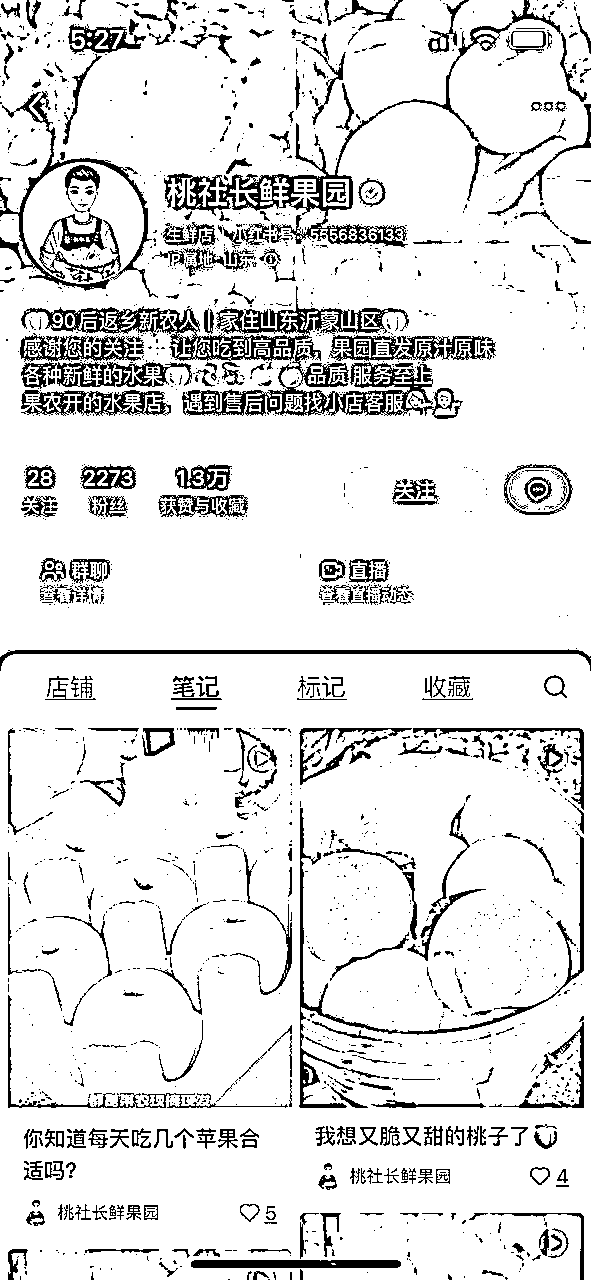 5:27
桃社长鲜果园
生鲜店 小红书号：5556836133
IP属地：山东
90后返乡新农人｜家住山东沂蒙山区
感谢您的关注 让您吃到高品质，果园直发原汁原味
各种新鲜的水果 品质 服务至上
果农开的水果店，遇到售后问题找小店客服
28 2273 1.3万
关注 粉丝 获赞与收藏
关注
群聊 直播
查看详情 查看直播动态
店铺 笔记 标记 收藏
你知道每天吃几个苹果合
适吗?
桃社长鲜果园 5
我想又脆又甜的桃子了
桃社长鲜果园 4